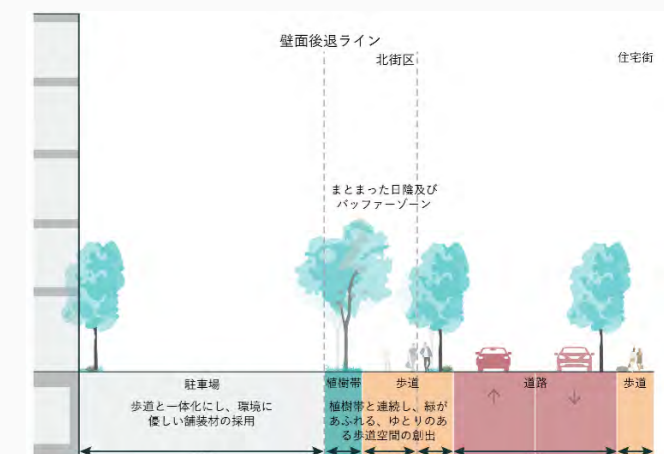 壁面後退ライン
北街区
住宅街
まとまった日陰及び
バッファーゾーン
駐車場
植樹帯
歩道
道路
歩道
歩道と一体化にし、環境に
優しい舗装材の採用
植樹帯と連続し、緑が
あふれる、ゆとりのあ
る歩道空間の創出